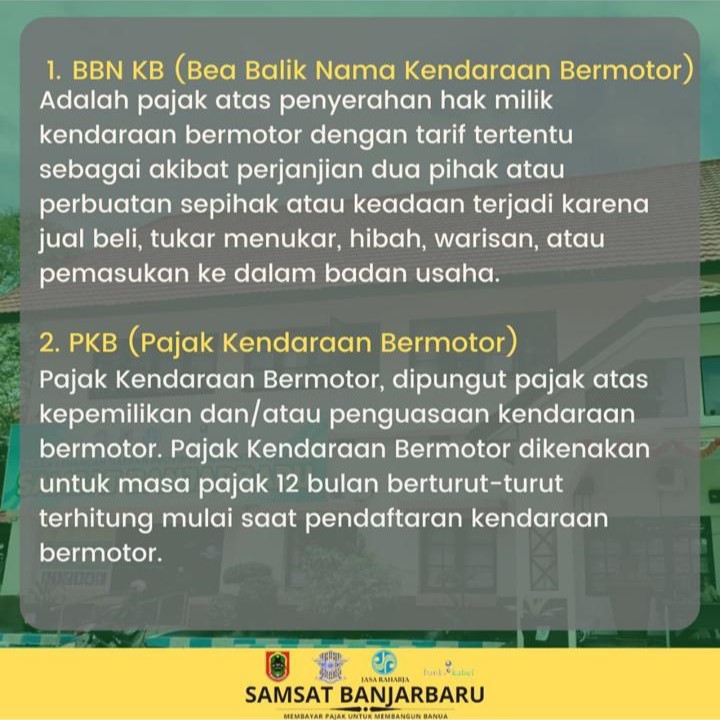 1. BBN KB (Bea Balik Nama Kendaraan Bermotor)
Adalah pajak atas penyerahan hak milik
kendaraan bermotor dengan tarif tertentu
sebagai akibat perjanjian dua pihak atau
perbuatan sepihak atau keadaan terjadi karena
jual beli, tukar menukar, hibah, warisan, atau
pemasukan ke dalam badan usaha.
2. PKB (Pajak Kendaraan Bermotor)
Pajak Kendaraan Bermotor, dipungut pajak atas
kepemilikan dan/atau penguasaan kendaraan
bermotor. Pajak Kendaraan Bermotor dikenakan
untuk masa pajak 12 bulan berturut-turut
terhitung mulai saat pendaftaran kendaraan
bermotor.
JASA RAHARJA
bank kalsel
SAMSAT BANJARBARU
MEMBAYAR PAJAK UNTUK MEMBANGUN BANUA